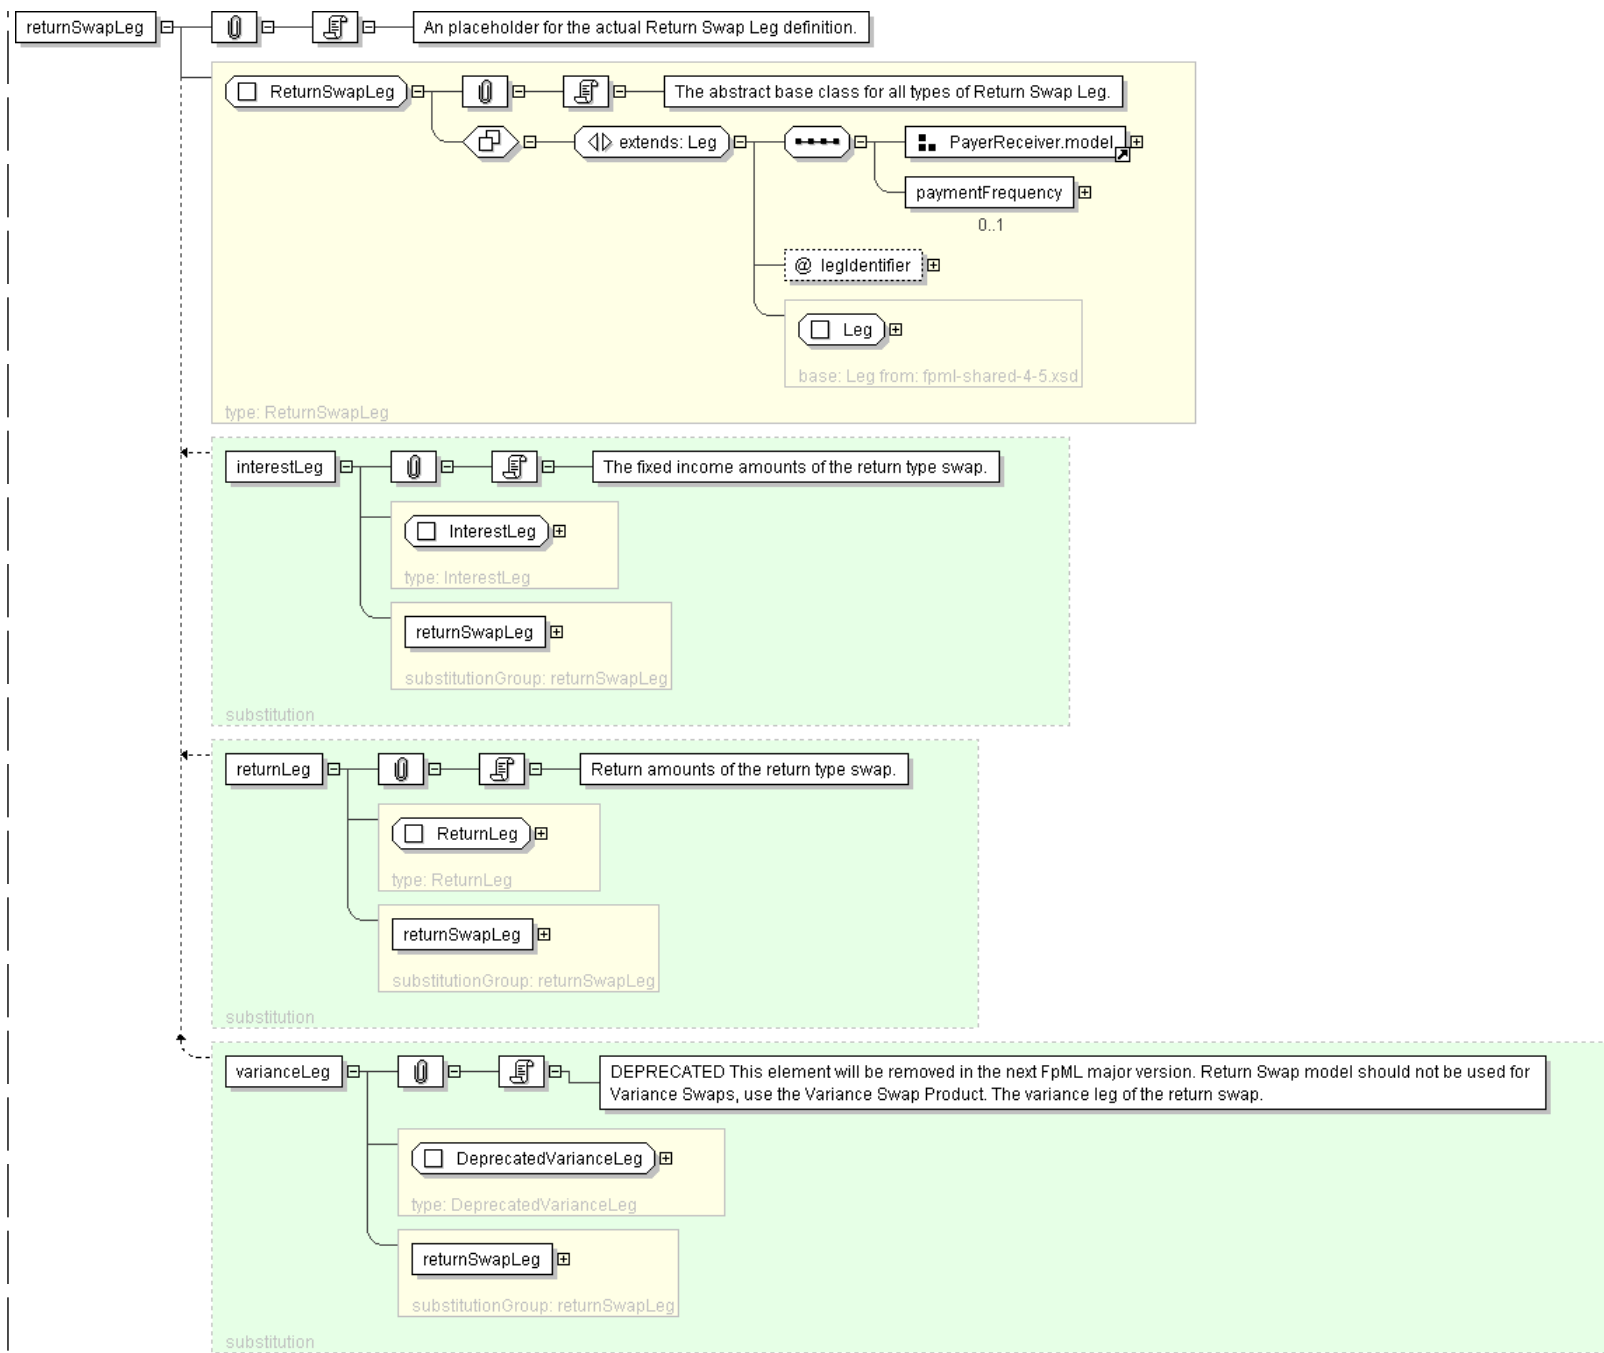 returnSwapLeg
An placeholder for the actual Return Swap Leg definition.
ReturnSwapLeg
The abstract base class for all types of Return Swap Leg.
extends: Leg
PayerReceiver.model
paymentFrequency
0..1
@ legIdentifier
Leg
base: Leg from: fpml-shared-4-5.xsd
type: ReturnSwapLeg
interestLeg
The fixed income amounts of the return type swap.
InterestLeg
type: InterestLeg
returnSwapLeg
substitutionGroup: returnSwapLeg
substitution
returnLeg
Return amounts of the return type swap.
ReturnLeg
type: ReturnLeg
returnSwapLeg
substitutionGroup: returnSwapLeg
substitution
varianceLeg
DEPRECATED This element will be removed in the next FpML major version. Return Swap model should not be used for
Variance Swaps, use the Variance Swap Product. The variance leg of the return swap.
DeprecatedVarianceLeg
type: DeprecatedVarianceLeg
returnSwapLeg
substitutionGroup: returnSwapLeg
substitution